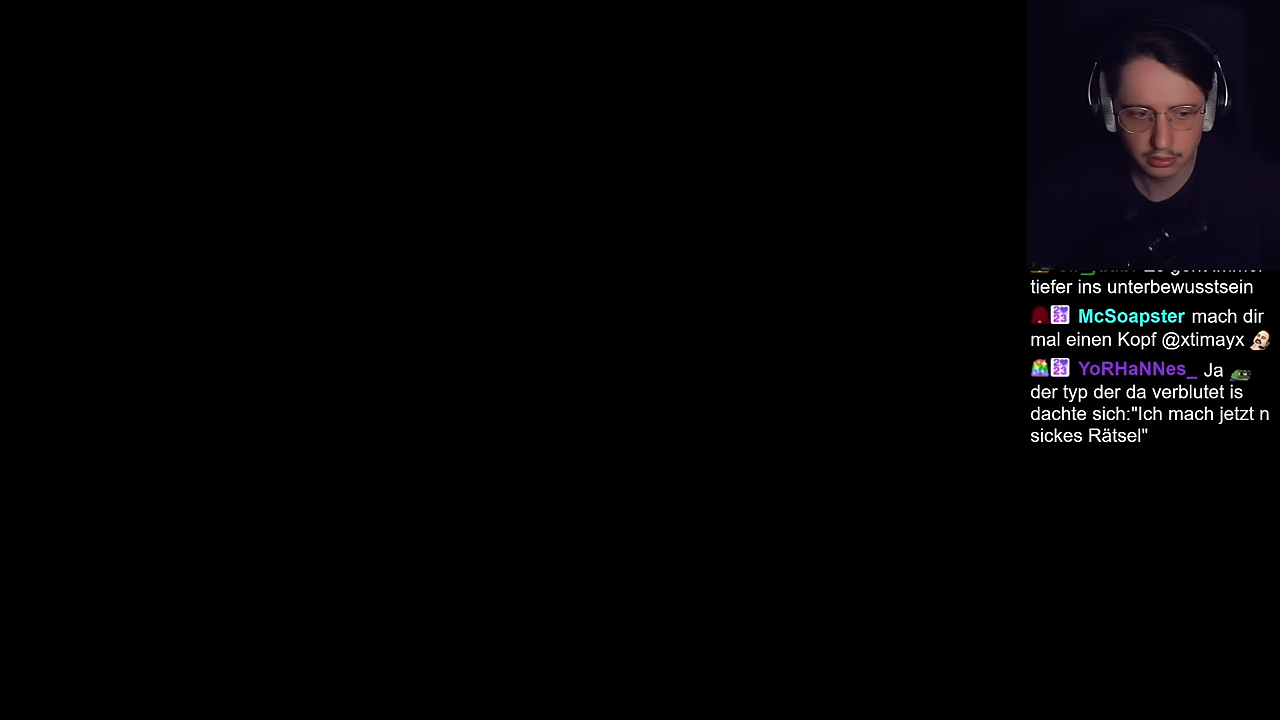 tiefer ins unterbewusstsein
McSoapster mach dir
mal einen Kopf @xtimayx
YoRHaNNes_ Ja
der typ der da verblutet is
dachte sich:"Ich mach jetzt n
sickes Rätsel"